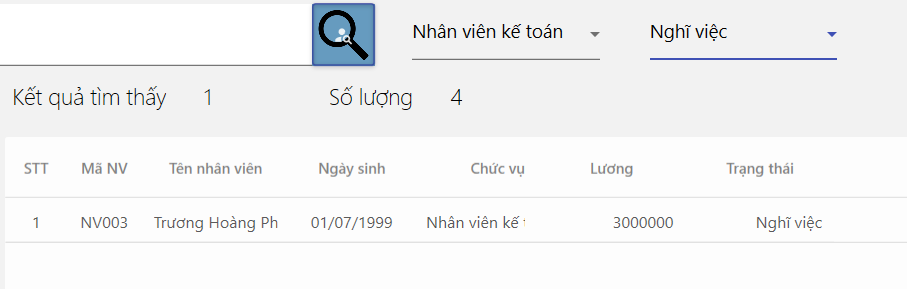 Nhân viên kế toán Nghĩ việc
Kết quả tìm thấy 1 Số lượng 4
STT Mã NV Tên nhân viên Ngày sinh Chức vụ Lương Trạng thái
1 NV003 Trương Hoàng Ph 01/07/1999 Nhân viên kế 3000000 Nghĩ việc